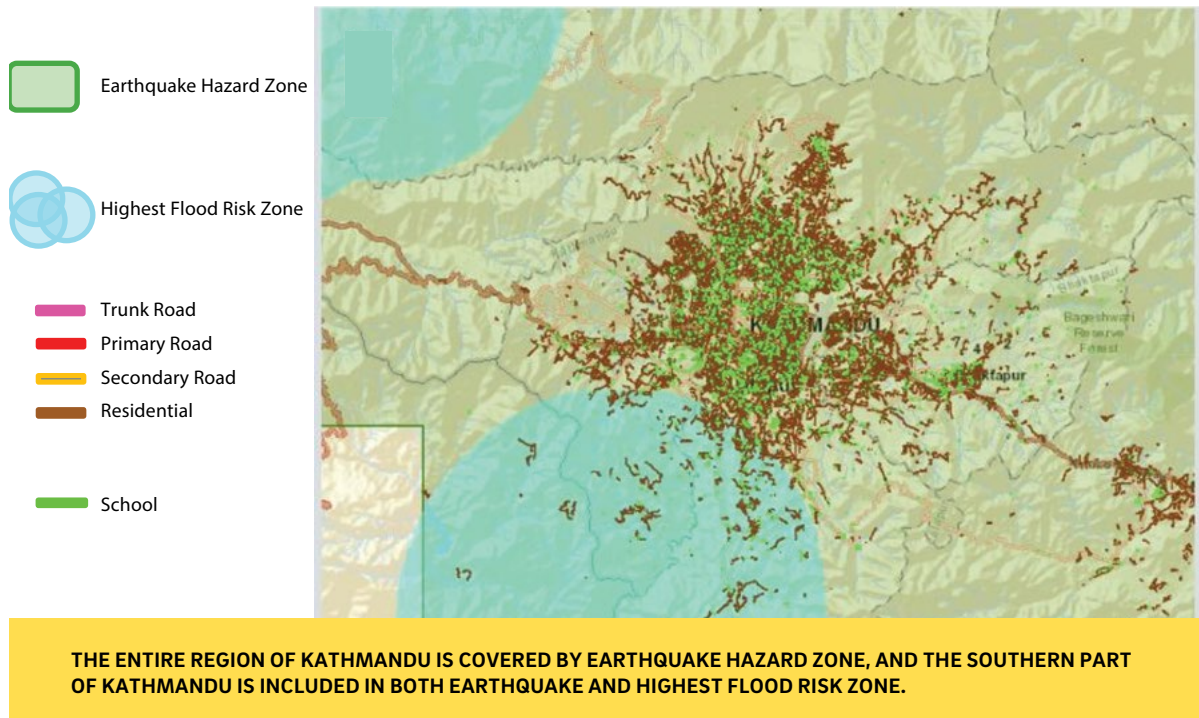 Earthquake Hazard Zone
Highest Flood Risk Zone
Trunk Road
Primary Road
Secondary Road
Residential
School
Bhaktapur
Bageshwari
Reserve
Forest
THE ENTIRE REGION OF KATHMANDU IS COVERED BY EARTHQUAKE HAZARD ZONE, AND THE SOUTHERN PART
OF KATHMANDU IS INCLUDED IN BOTH EARTHQUAKE AND HIGHEST FLOOD RISK ZONE.